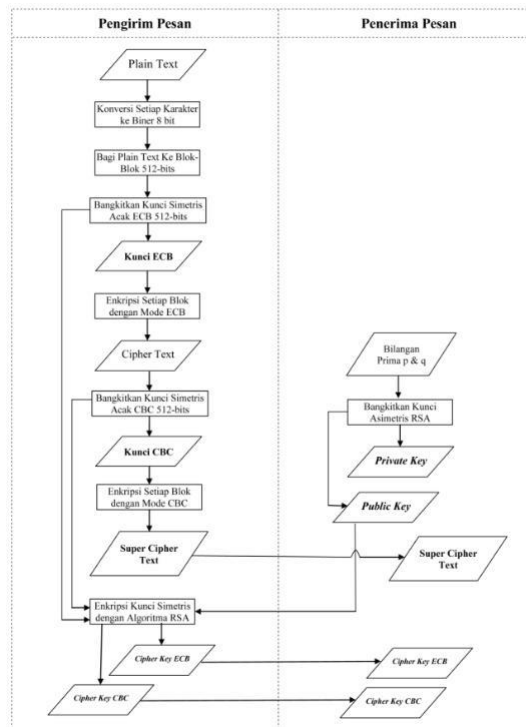 Pengirim Pesan
Penerima Pesan
Plain Text
Konversi Setiap Karakter
ke Biner 8 bit
Bagi Plain Text Ke Blok-
Blok 512-bits
Bangkitkan Kunci Simetris
Acak ECB 512-bits
Kunci ECB
Enkripsi Setiap Blok
dengan Mode ECB
Cipher Text
Bangkitkan Kunci Simetris
Acak CBC 512-bits
Kunci CBC
Enkripsi Setiap Blok
dengan Mode CBC
Super Cipher
Text
Enkripsi Kunci Simetris
dengan Algoritma RSA
Cipher Key ECB
Cipher Key CBC
Bilangan
Prima p & q
Bangkitkan Kunci
Asimetris RSA
Private Key
Public Key
Super Cipher
Text
Cipher Key ECB
Cipher Key CBC